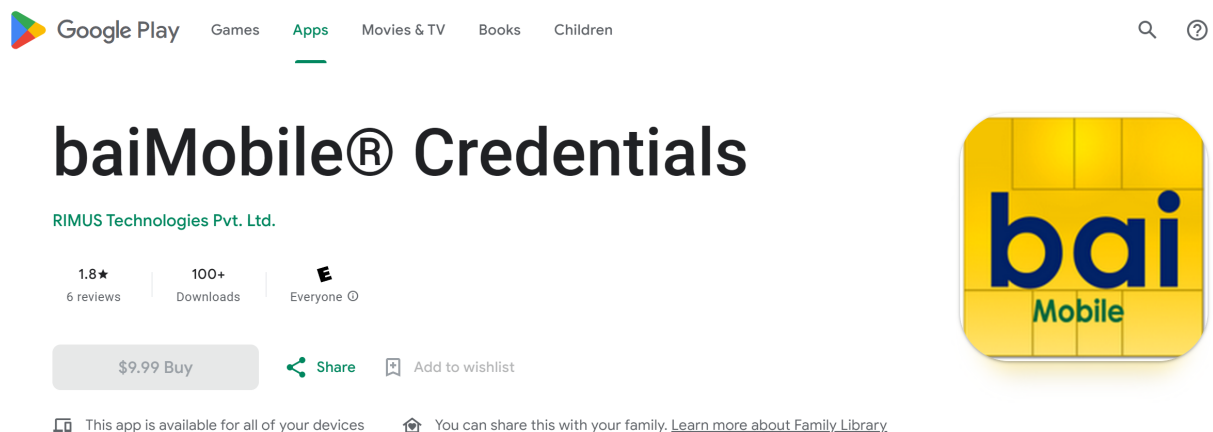 Google Play Games Apps Movies & TV Books Children
baiMobile® Credentials
RIMUS Technologies Pvt. Ltd.
1.8★ 100+ E
6 reviews Downloads Everyone
$9.99 Buy Share Add to wishlist
This app is available for all of your devices You can share this with your family. Learn more about Family Library
bai
Mobile